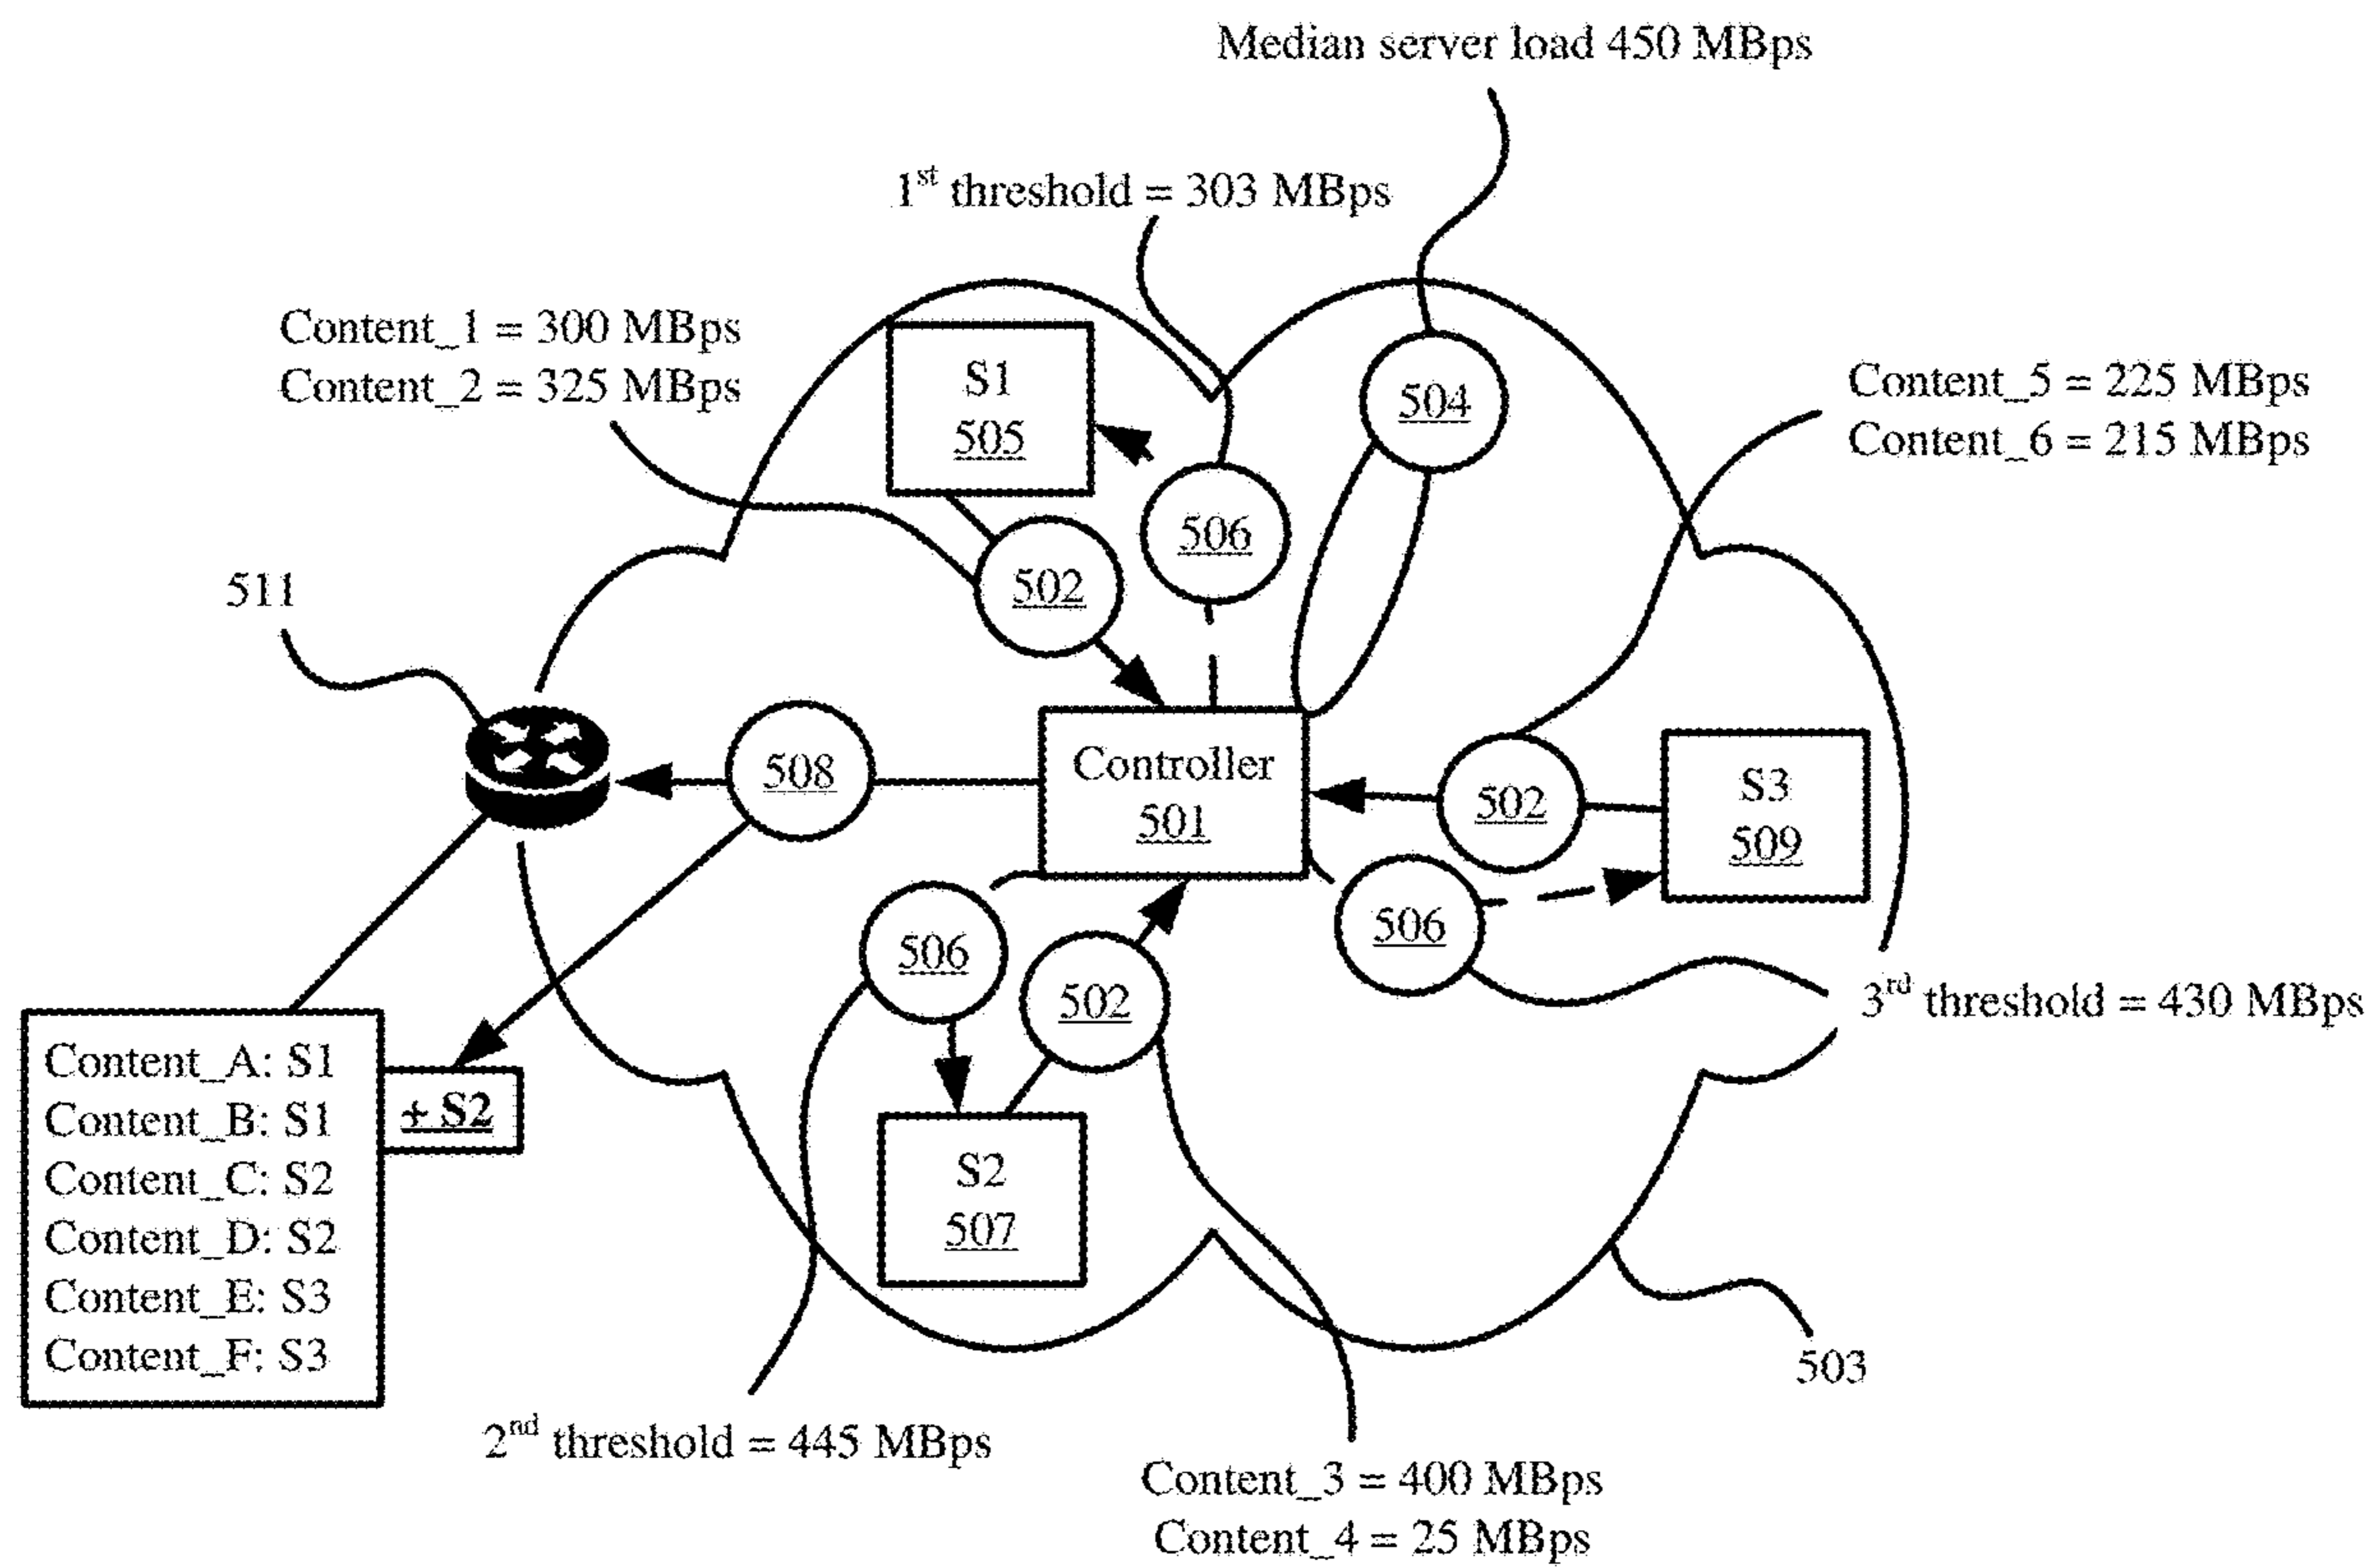 Median server load 450 MBps
1st threshold = 303 MBps
Content_1 = 300 MBps
Content_2 = 325 MBps
S1
505
504
Content_5 = 225 MBps
Content_6 = 215 MBps
506
502
511
508
Controller
501
502
S3
509
506
502
506
3rd threshold = 430 MBps
Content_A: S1
Content_B: S1
Content_C: S2
Content_D: S2
Content_E: S3
Content_F: S3
+ S2
S2
507
503
2nd threshold = 445 MBps
Content_3 = 400 MBps
Content_4 = 25 MBps